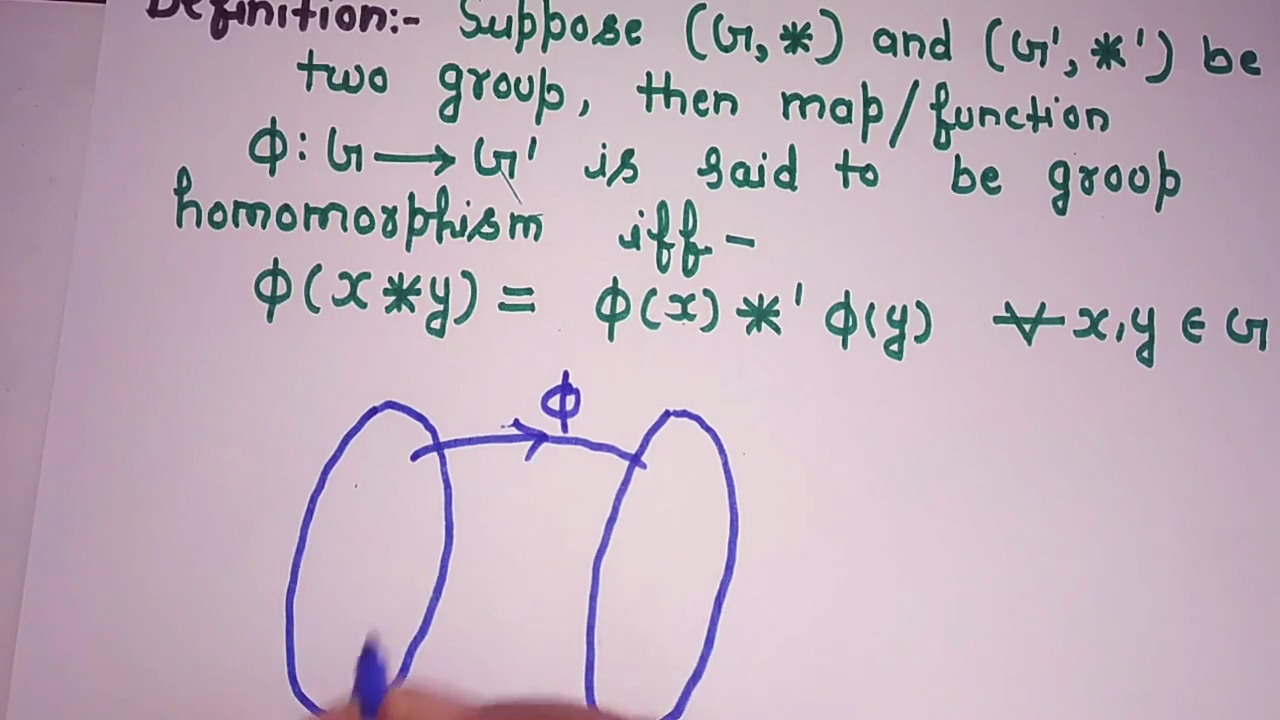 Definition:- Suppose (G, *) and (G', *') be
two group, then map/function
ϕ: G → G' is said to be group
homomorphism iff -
ϕ(x * y) = ϕ(x) *' ϕ(y) ∀ x, y ∈ G
ϕ